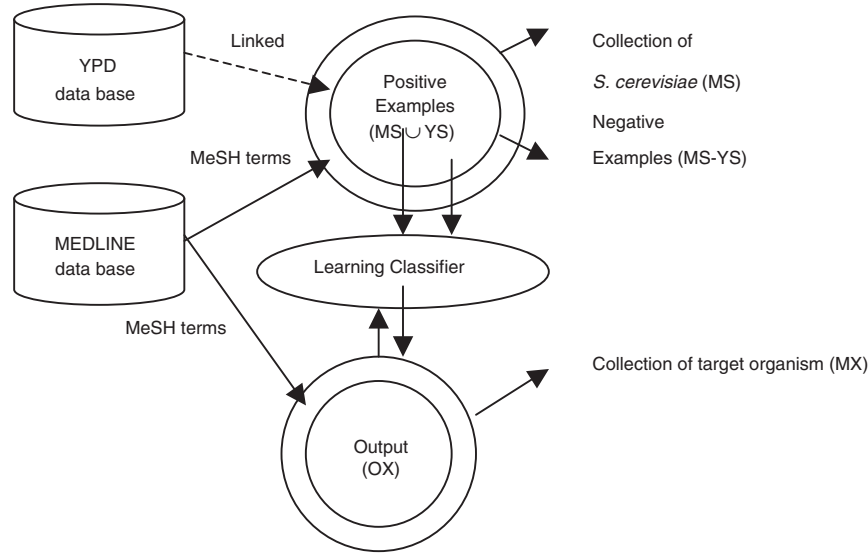 YPD
data base
Linked
Positive
Examples
(MS∪ YS)
Collection of
S. cerevisiae (MS)
Negative
Examples (MS-YS)
MeSH terms
MEDLINE
data base
Learning Classifier
MeSH terms
Collection of target organism (MX)
Output
(OX)